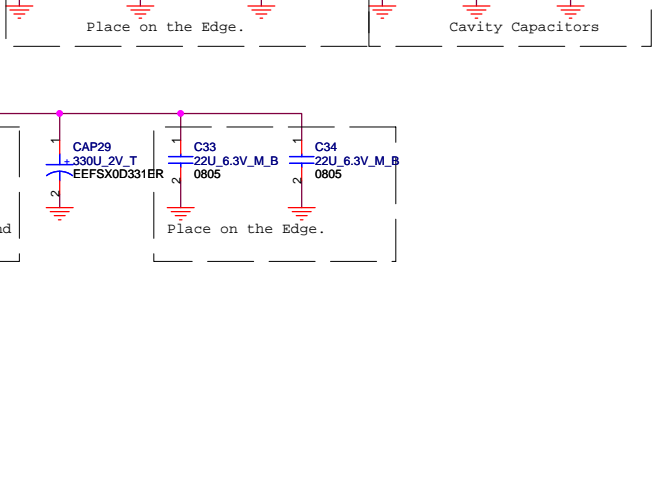 Place on the Edge.
Cavity Capacitors
1
CAP29
+
330U_2V_T
EEFSX0D331ER
2
1
C33
22U_6.3V_M_B
0805
2
1
C34
22U_6.3V_M_B
0805
2
Place on the Edge.